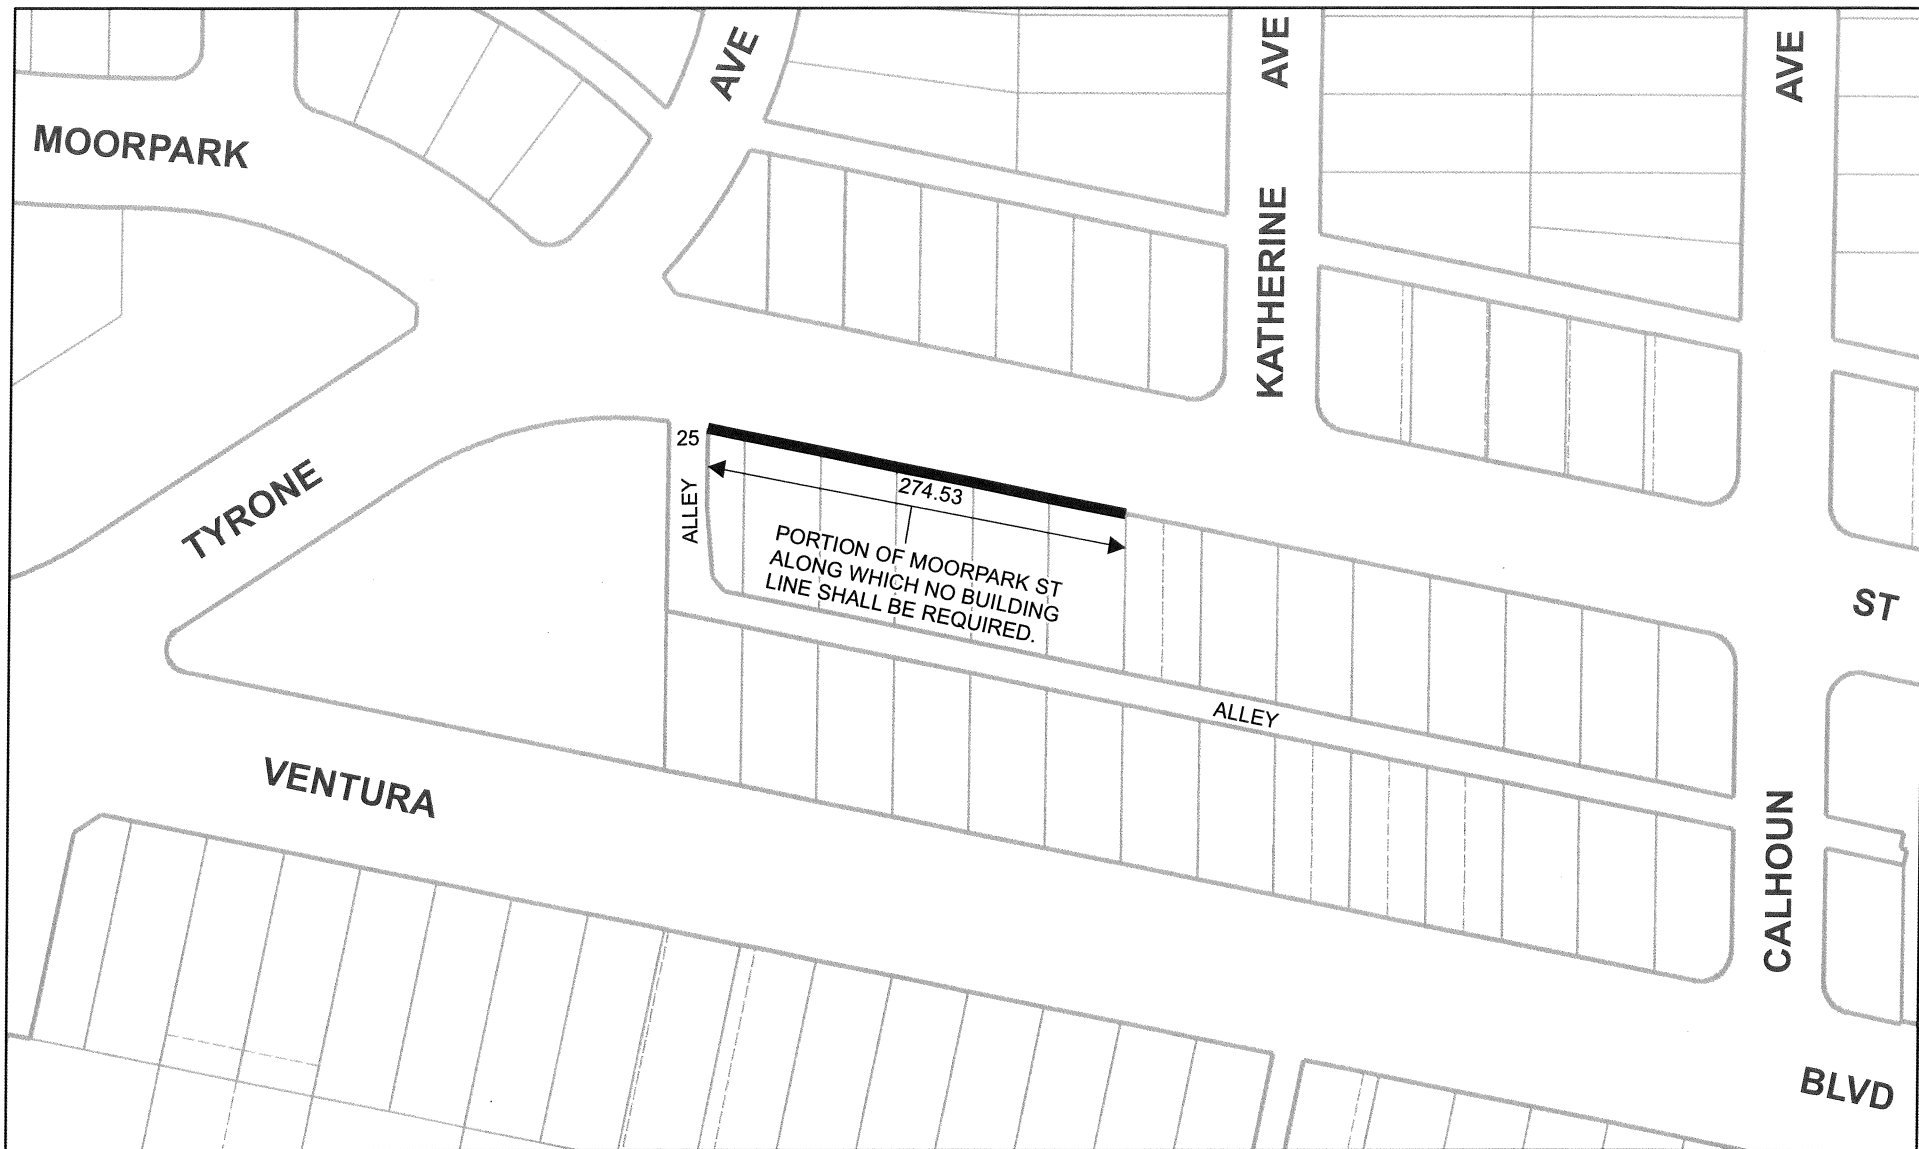 AVE
AVE
AVE
MOORPARK
KATHERINE
25
ALLEY
274.53
TYRONE
PORTION OF MOORPARK ST
ALONG WHICH NO BUILDING
LINE SHALL BE REQUIRED.
ST
ALLEY
VENTURA
CALHOUN
BLVD